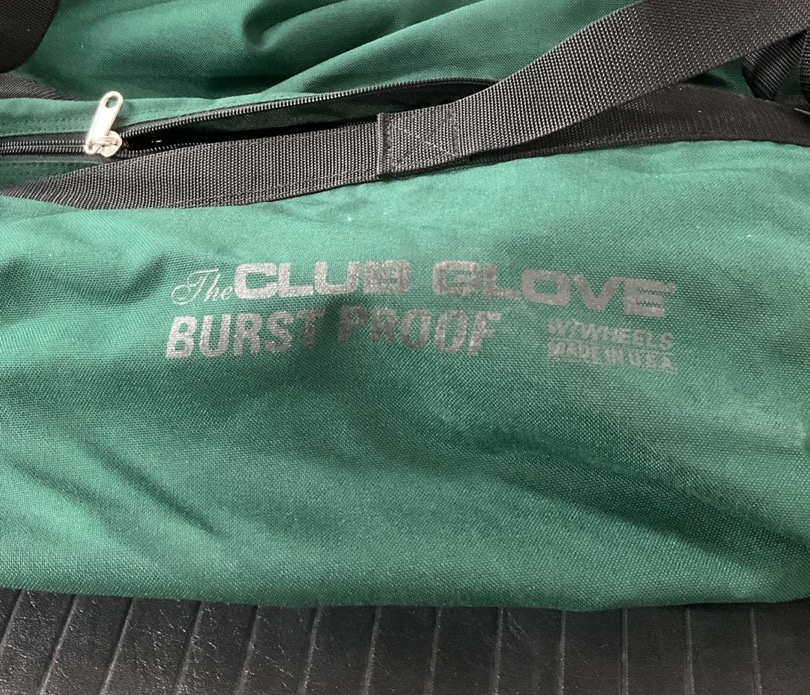 The CLUB GLOVE
BURST PROOF
W/WHEELS
MADE IN U.S.A.